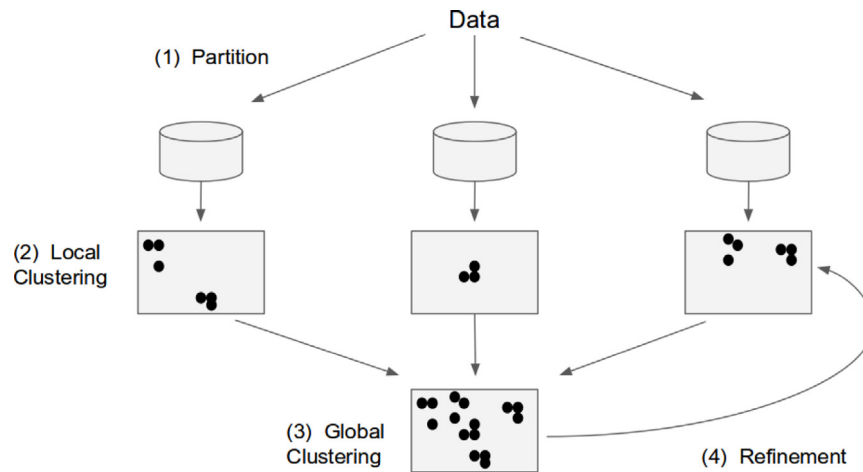 Data
(1) Partition
(2) Local
Clustering
(3) Global
Clustering
(4) Refinement